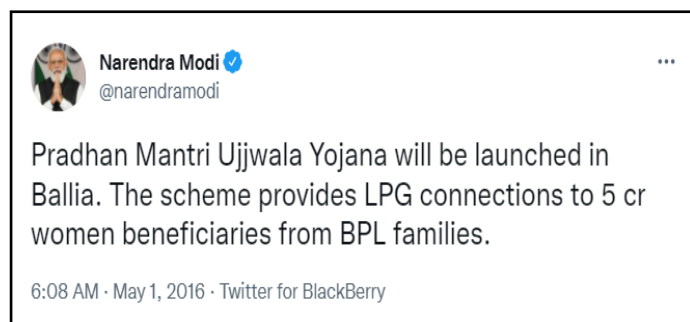 Narendra Modi
@narendramodi
Pradhan Mantri Ujjwala Yojana will be launched in
Ballia. The scheme provides LPG connections to 5 cr
women beneficiaries from BPL families.
6:08 AM · May 1, 2016 · Twitter for BlackBerry